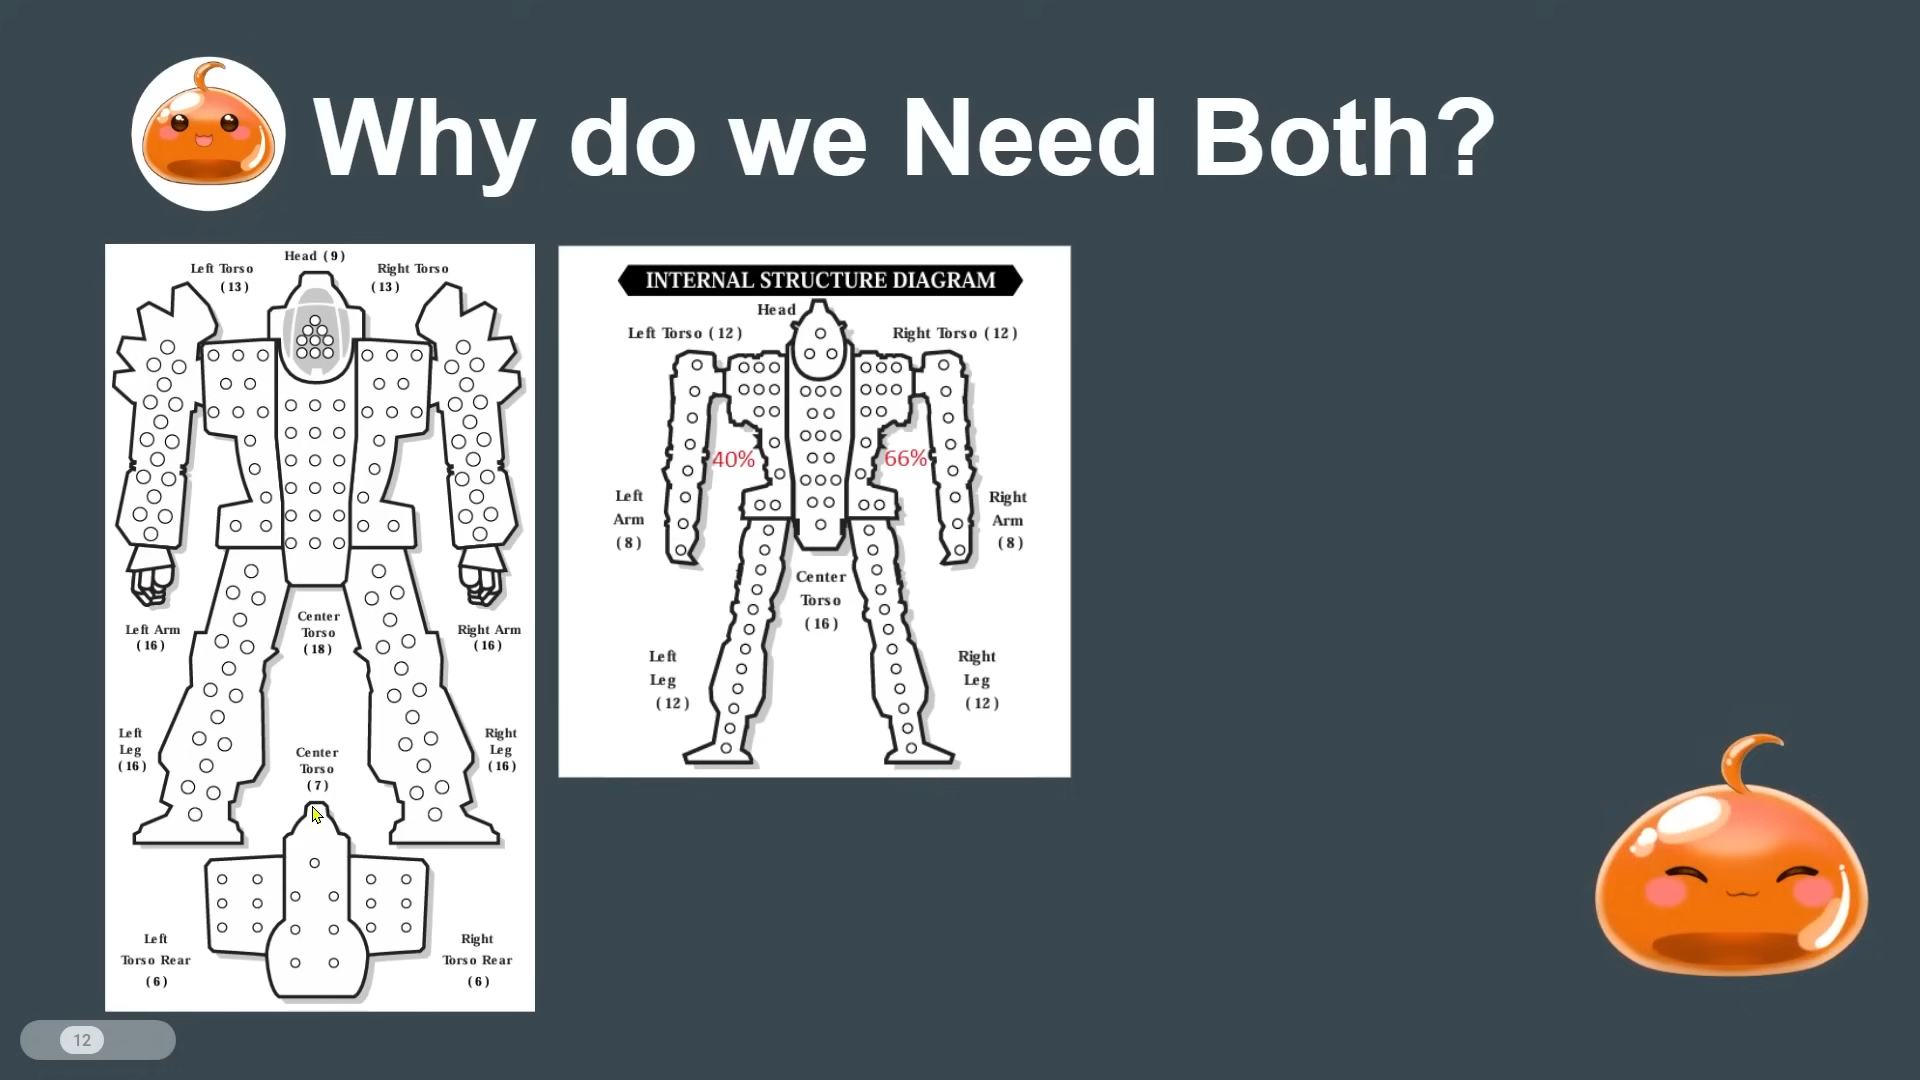 Why do we Need Both?
Head (9)
Left Torso
(13)
Right Torso
(13)
Left Arm
(16)
Center
Torso
(18)
Right Arm
(16)
Left
Leg
(16)
Right
Leg
(16)
Center
Torso
(7)
Left
Torso Rear
(6)
Right
Torso Rear
(6)
INTERNAL STRUCTURE DIAGRAM
Head
Left Torso (12)
Right Torso (12)
40%
66%
Left
Arm
(8)
Right
Arm
(8)
Center
Torso
(16)
Left
Leg
(12)
Right
Leg
(12)
12